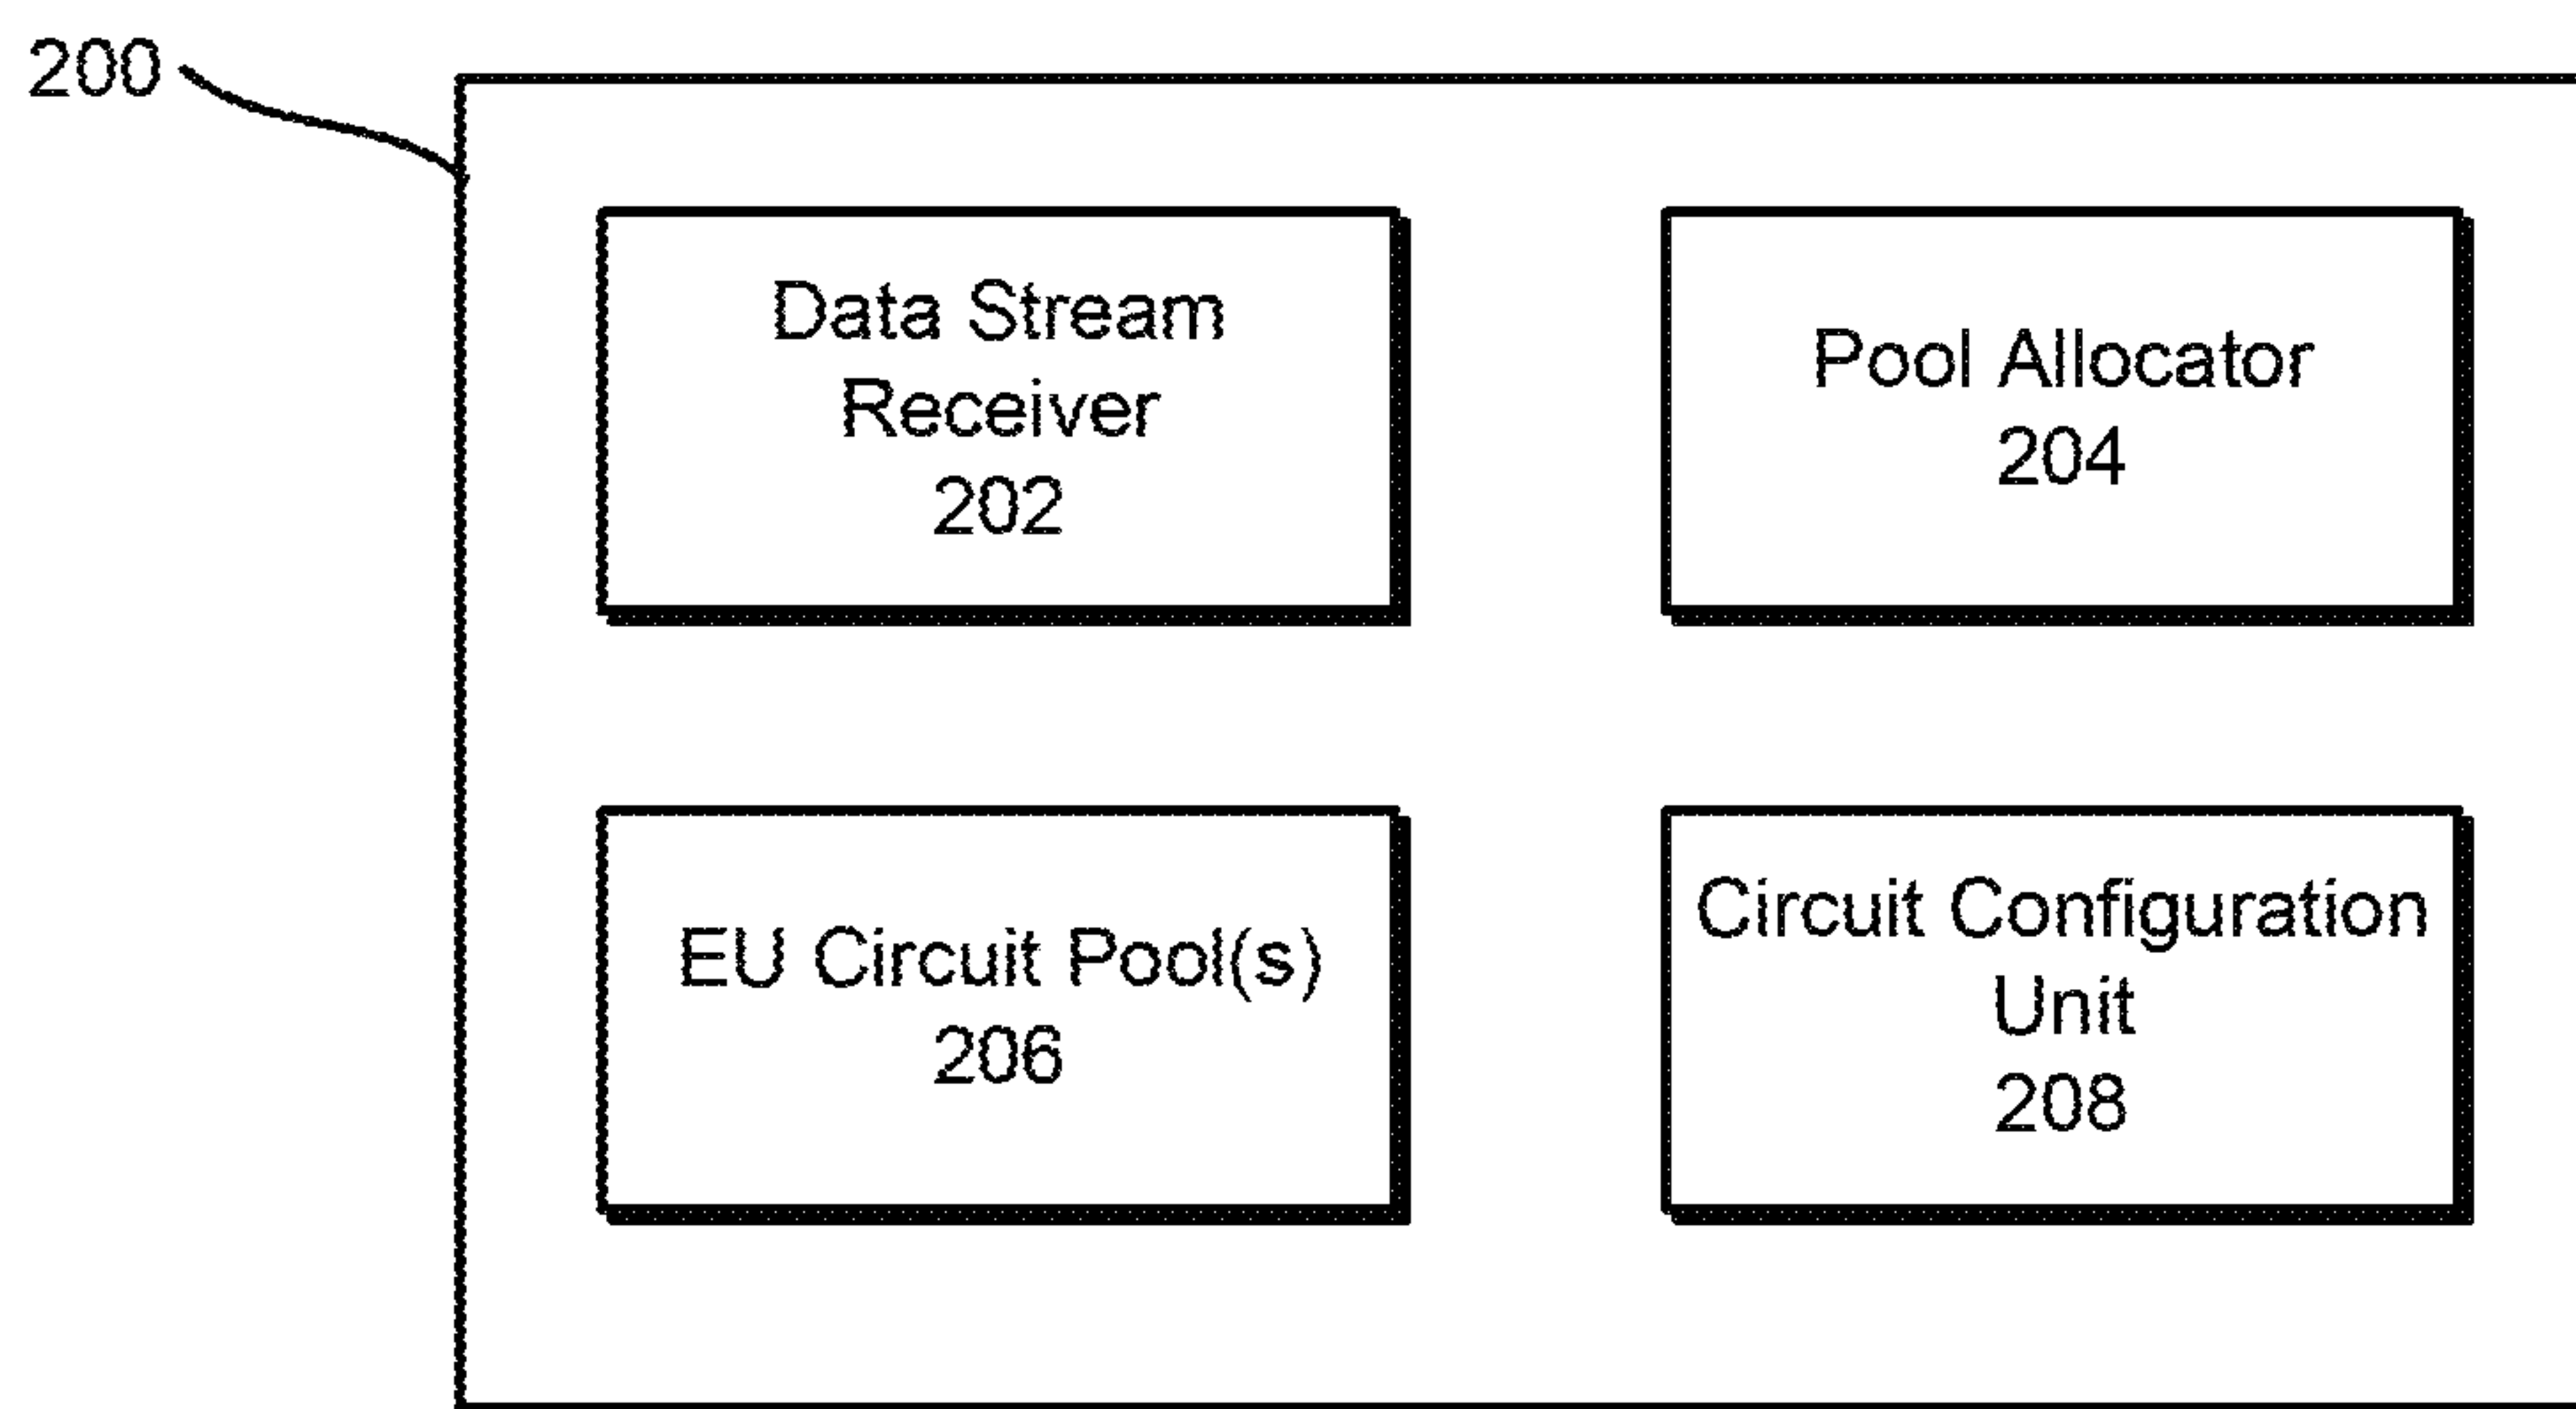 200
Data Stream
Receiver
202
Pool Allocator
204
EU Circuit Pool(s)
206
Circuit Configuration
Unit
208